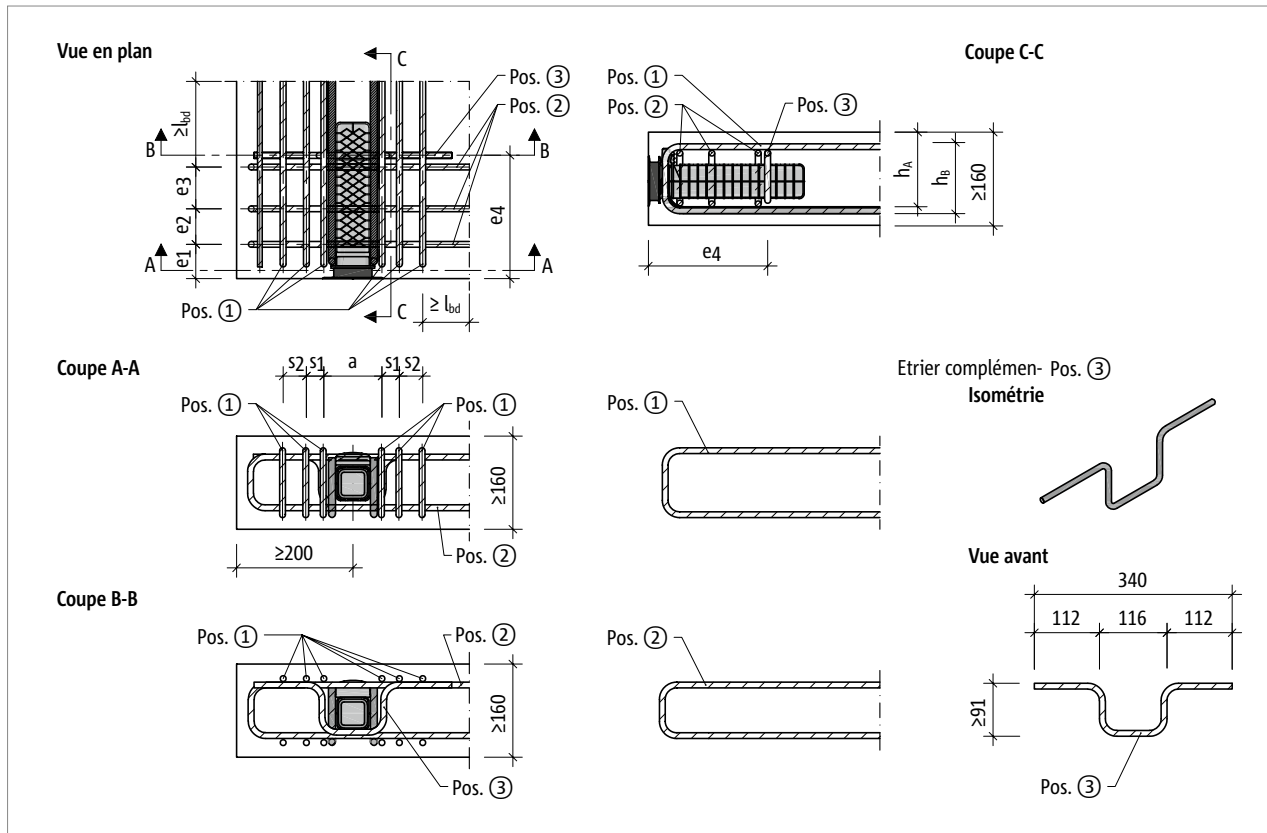 Vue en plan
C
Pos. ③
Pos. ②
≥lbd
B
B
e3
e2
e1
e4
A
A
Pos. ①
C
≥ lbd
Coupe C-C
Pos. ①
Pos. ②
Pos. ③
hA
hB
≥160
e4
Coupe A-A
s2 s1 a s1 s2
Pos. ①
Pos. ①
≥160
≥200
Pos. ②
Pos. ①
Etrier complémen- Pos. ③
Isométrie
Coupe B-B
Pos. ①
Pos. ②
≥160
Pos. ③
Pos. ②
Vue avant
340
112 116 112
≥91
Pos. ③